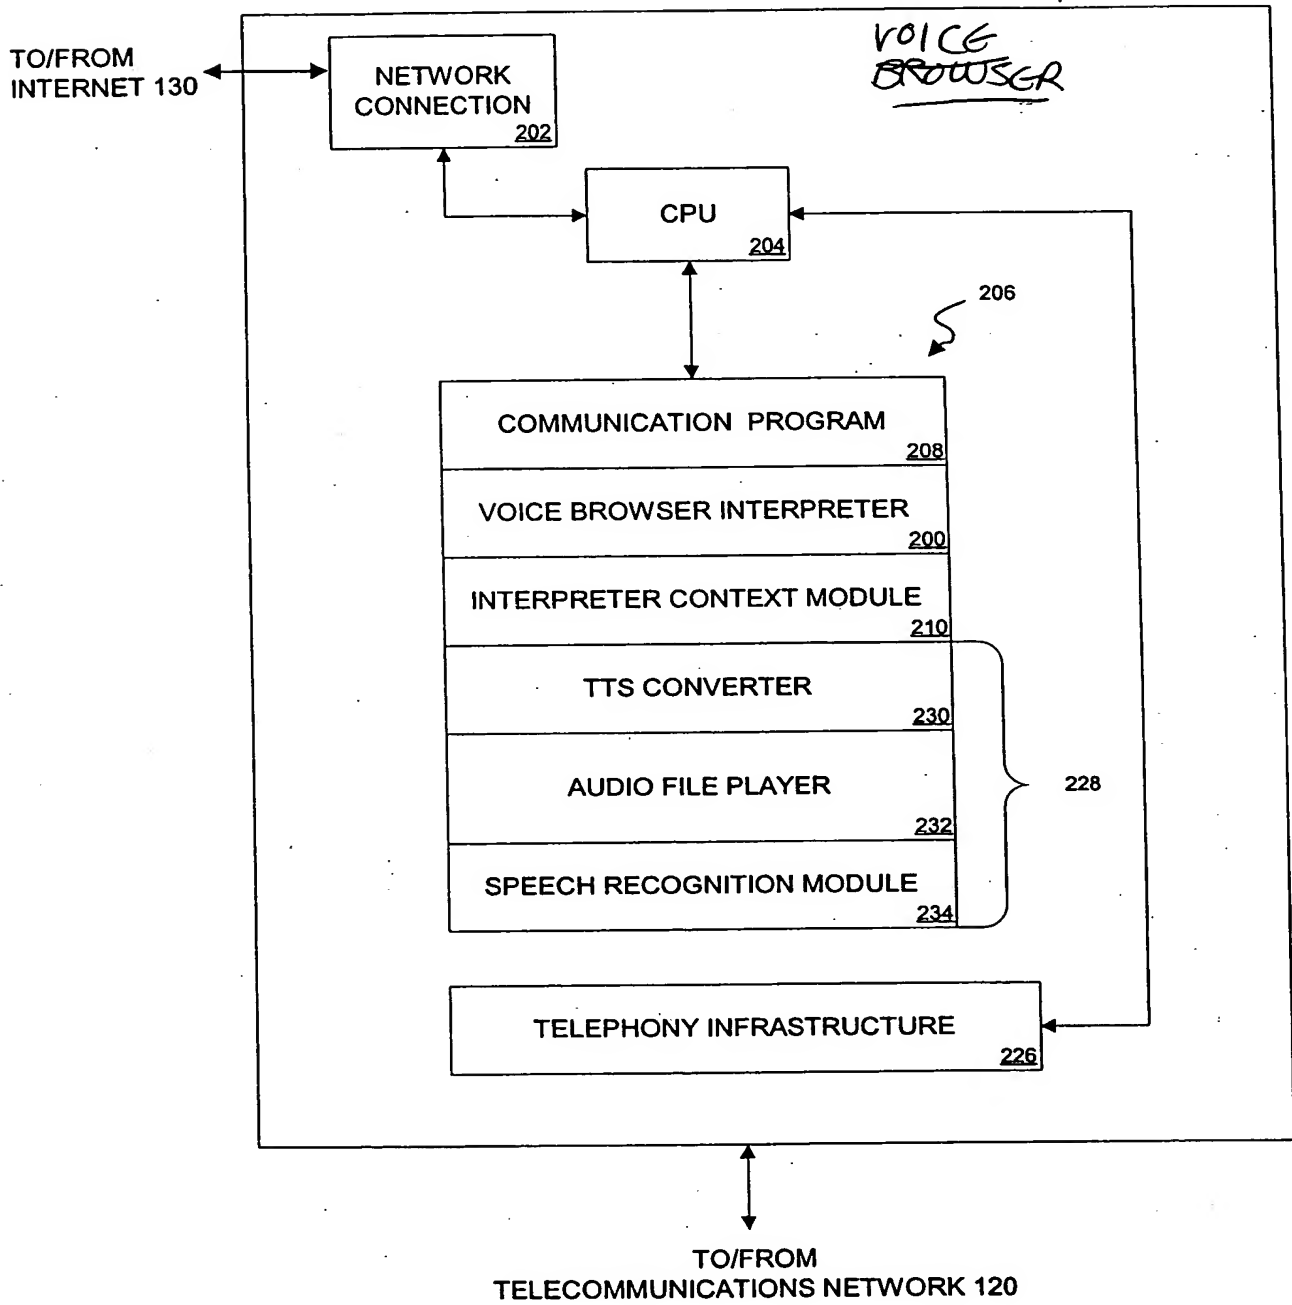 VOICE
BROWSER
TO/FROM
INTERNET 130
NETWORK
CONNECTION
202
CPU
204
206
COMMUNICATION PROGRAM
208
VOICE BROWSER INTERPRETER
200
INTERPRETER CONTEXT MODULE
210
TTS CONVERTER
230
AUDIO FILE PLAYER
232
228
SPEECH RECOGNITION MODULE
234
TELEPHONY INFRASTRUCTURE
226
TO/FROM
TELECOMMUNICATIONS NETWORK 120